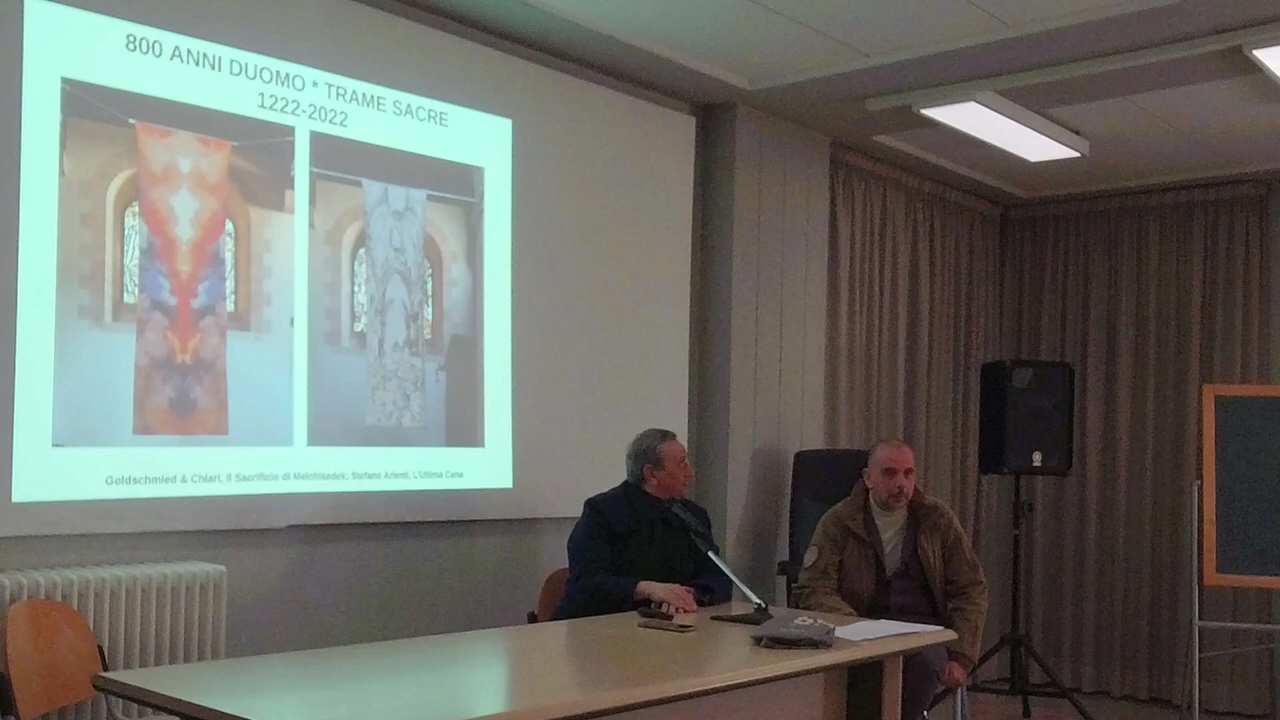 800 ANNI DUOMO * TRAME SACRE
1222-2022
Goldschmied & Chiari, Il Sacrificio di Melchisedek; Stefano Arienti, L'Ultima Cena